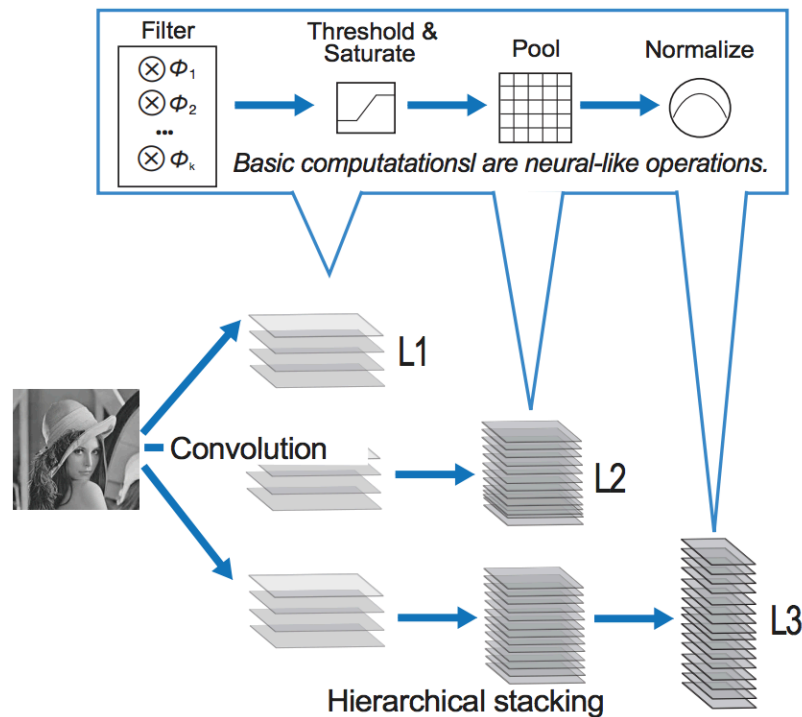 Filter
Threshold &
Saturate
Pool
Normalize
⊗ Φ1
⊗ Φ2
...
⊗ Φk
Basic computatationsl are neural-like operations.
L1
Convolution
L2
L3
Hierarchical stacking